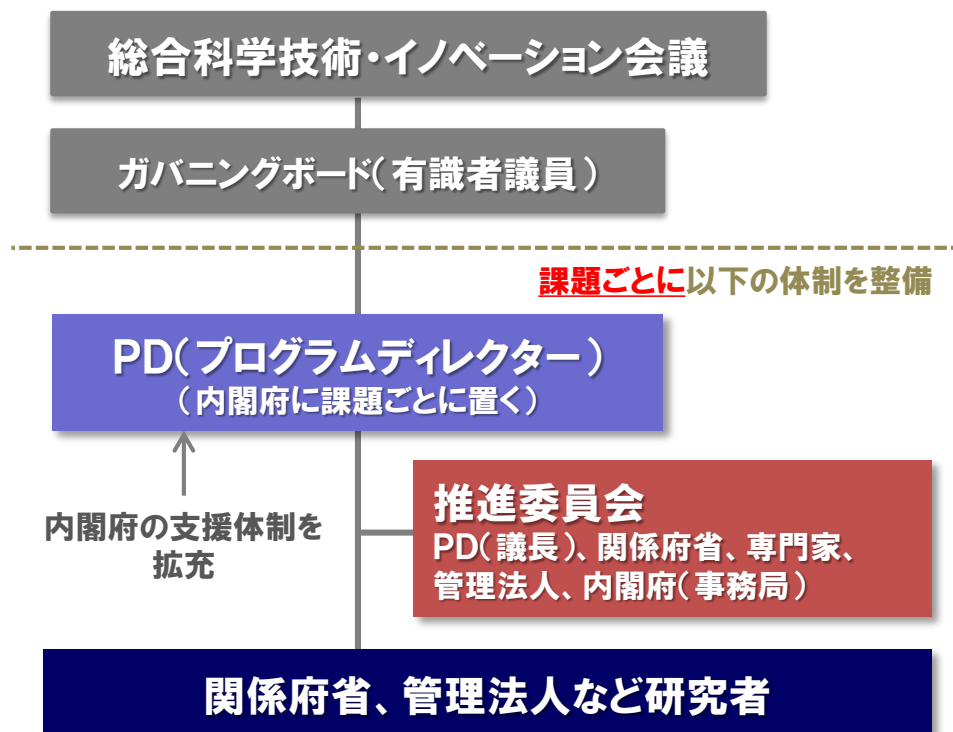 総合科学技術・イノベーション会議
ガバニングボード(有識者議員)
課題ごとに以下の体制を整備
PD(プログラムディレクター)
(内閣府に課題ごとに置く)
内閣府の支援体制を
拡充
推進委員会
PD(議長)、関係府省、専門家、
管理法人、内閣府(事務局)
関係府省、管理法人など研究者